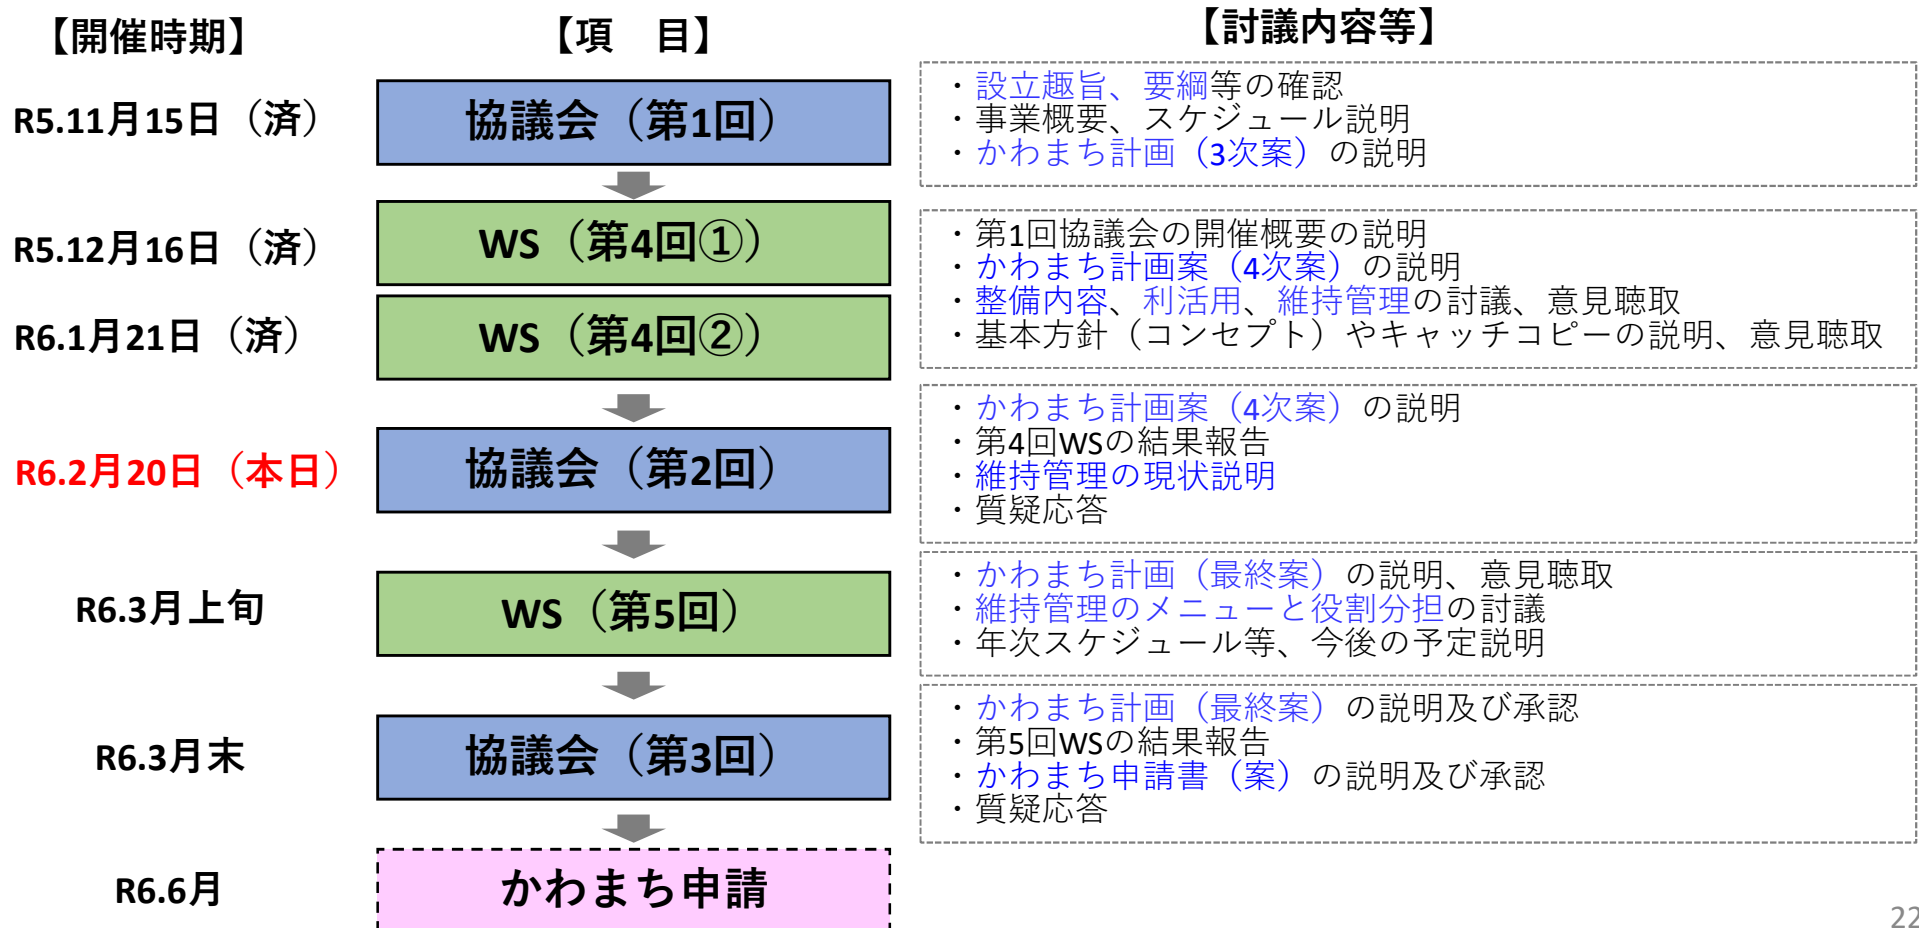 【開催時期】
【項　目】
【討議内容等】
R5.11月15日（済）
協議会（第1回）
・設立趣旨、要綱等の確認
・事業概要、スケジュール説明
・かわまち計画（3次案）の説明
R5.12月16日（済）
WS（第4回①）
R6.1月21日（済）
WS（第4回②）
・第1回協議会の開催概要の説明
・かわまち計画案（4次案）の説明
・整備内容、利活用、維持管理の討議、意見聴取
・基本方針（コンセプト）やキャッチコピーの説明、意見聴取
R6.2月20日（本日）
協議会（第2回）
・かわまち計画案（4次案）の説明
・第4回WSの結果報告
・維持管理の現状説明
・質疑応答
R6.3月上旬
WS（第5回）
・かわまち計画（最終案）の説明、意見聴取
・維持管理のメニューと役割分担の討議
・年次スケジュール等、今後の予定説明
R6.3月末
協議会（第3回）
・かわまち計画（最終案）の説明及び承認
・第5回WSの結果報告
・かわまち申請書（案）の説明及び承認
・質疑応答
R6.6月
かわまち申請
22